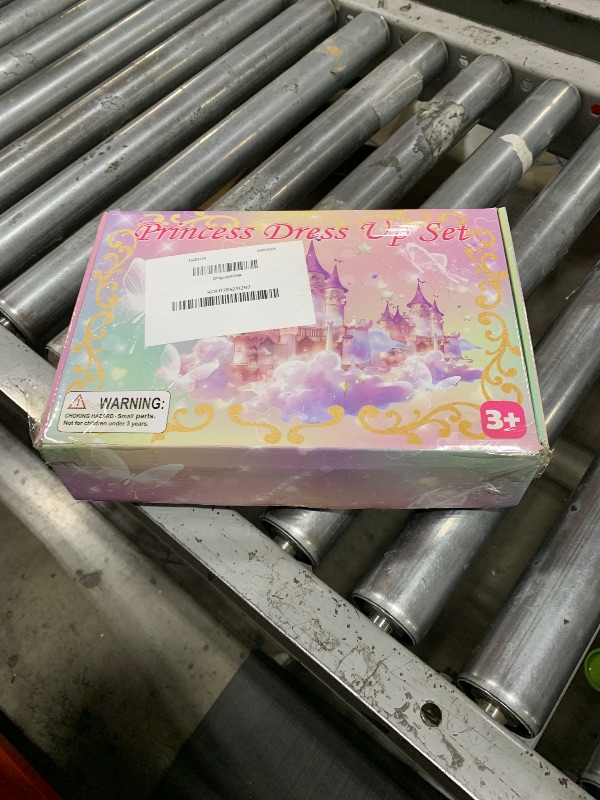 Princess Dress Up Set
WARNING:
CHOKING HAZARD - Small parts.
Not for children under 3 years.
3+